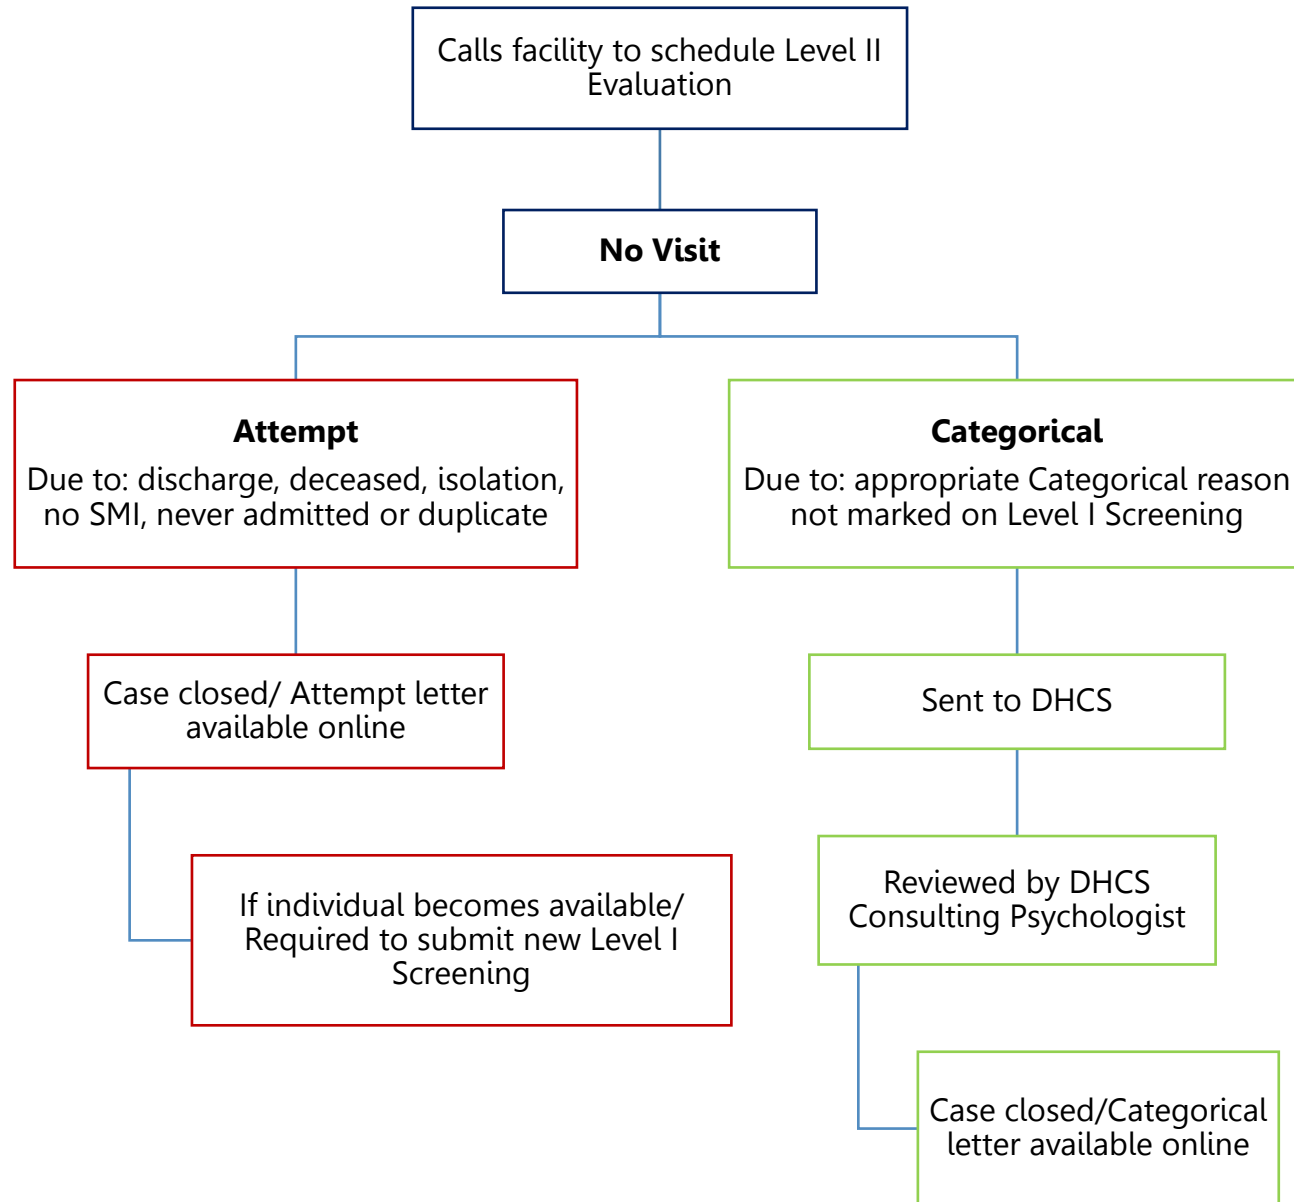 Calls facility to schedule Level II
Evaluation
No Visit
Attempt
Due to: discharge, deceased, isolation,
no SMI, never admitted or duplicate
Categorical
Due to: appropriate Categorical reason
not marked on Level I Screening
Case closed/ Attempt letter
available online
Sent to DHCS
If individual becomes available/
Required to submit new Level I
Screening
Reviewed by DHCS
Consulting Psychologist
Case closed/Categorical
letter available online